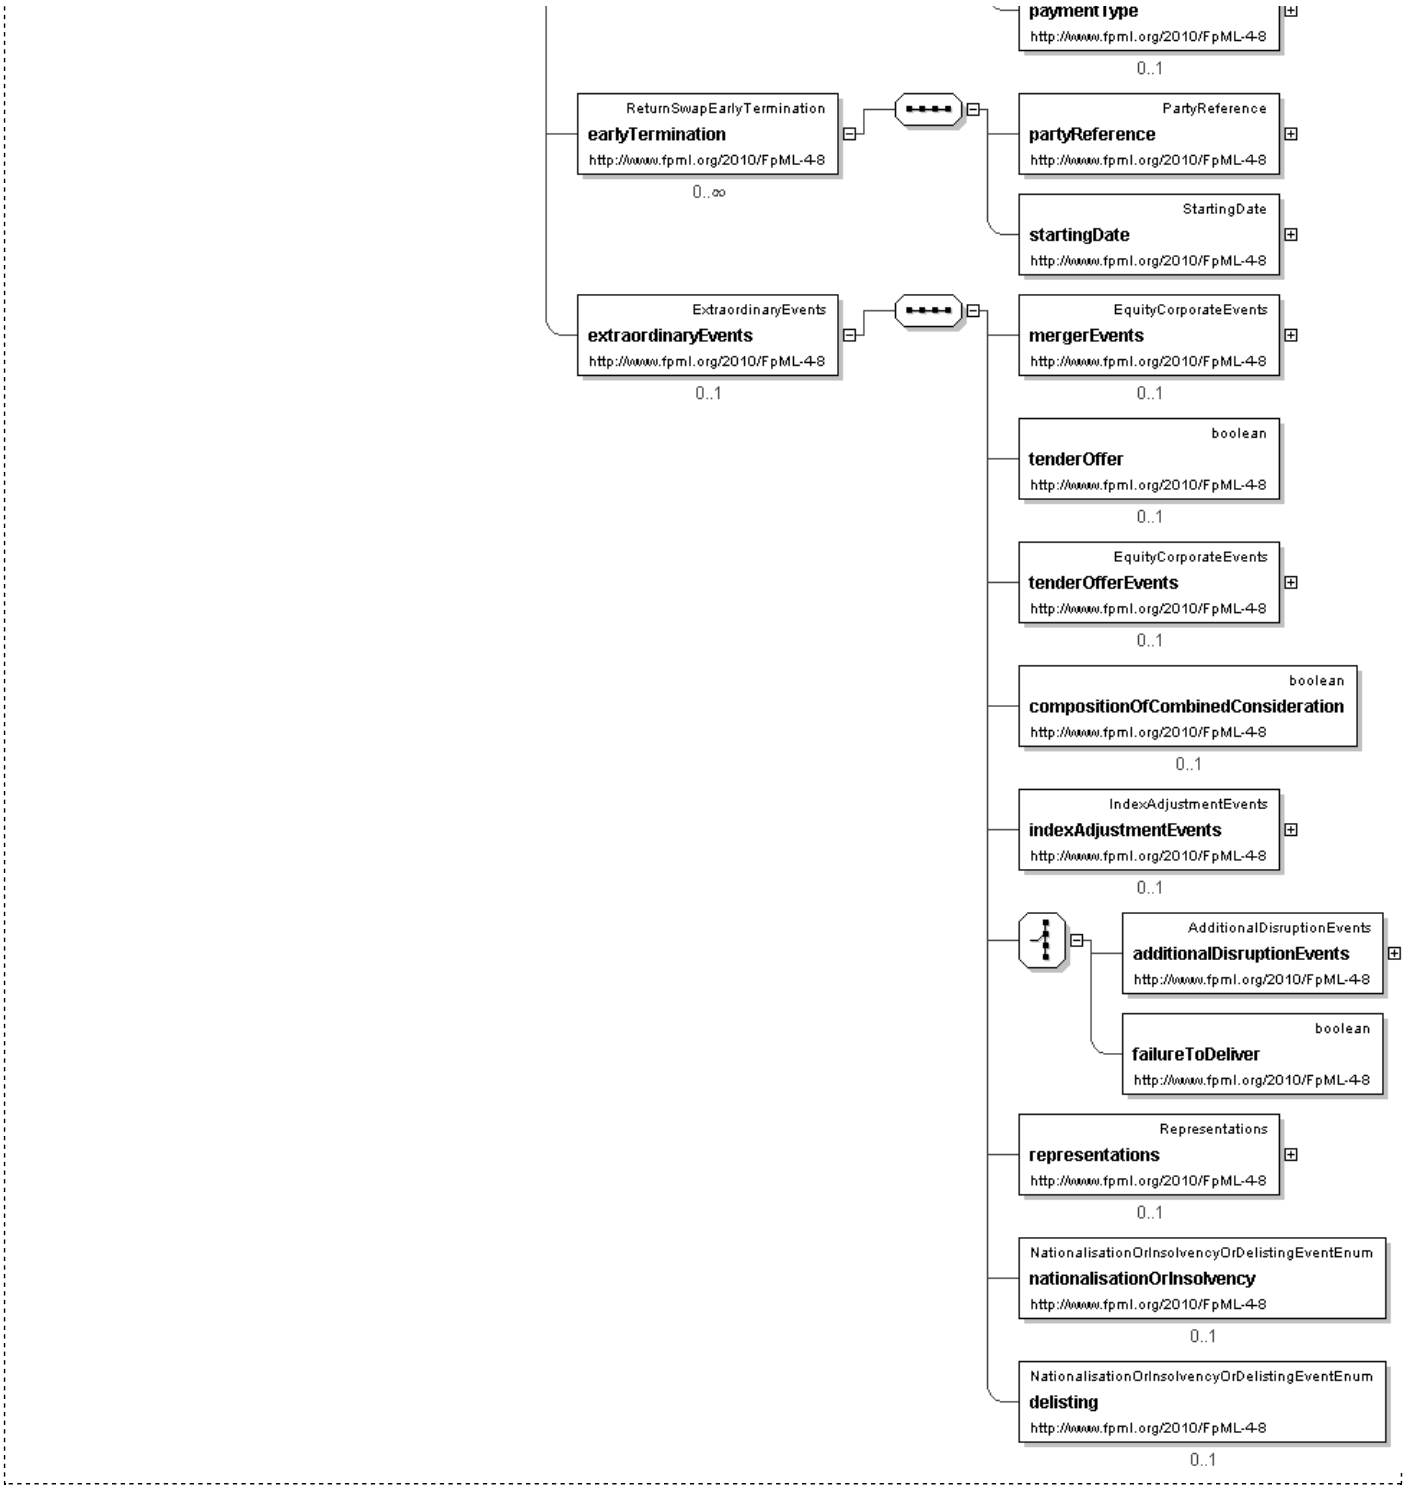 paymentType
http://www.fpml.org/2010/FpML-4-8
0..1
ReturnSwapEarlyTermination
earlyTermination
http://www.fpml.org/2010/FpML-4-8
0..∞
PartyReference
partyReference
http://www.fpml.org/2010/FpML-4-8
StartingDate
startingDate
http://www.fpml.org/2010/FpML-4-8
ExtraordinaryEvents
extraordinaryEvents
http://www.fpml.org/2010/FpML-4-8
0..1
EquityCorporateEvents
mergerEvents
http://www.fpml.org/2010/FpML-4-8
0..1
boolean
tenderOffer
http://www.fpml.org/2010/FpML-4-8
0..1
EquityCorporateEvents
tenderOfferEvents
http://www.fpml.org/2010/FpML-4-8
0..1
boolean
compositionOfCombinedConsideration
http://www.fpml.org/2010/FpML-4-8
0..1
IndexAdjustmentEvents
indexAdjustmentEvents
http://www.fpml.org/2010/FpML-4-8
0..1
AdditionalDisruptionEvents
additionalDisruptionEvents
http://www.fpml.org/2010/FpML-4-8
boolean
failureToDeliver
http://www.fpml.org/2010/FpML-4-8
Representations
representations
http://www.fpml.org/2010/FpML-4-8
0..1
NationalisationOrInsolvencyOrDelistingEventEnum
nationalisationOrInsolvency
http://www.fpml.org/2010/FpML-4-8
0..1
NationalisationOrInsolvencyOrDelistingEventEnum
delisting
http://www.fpml.org/2010/FpML-4-8
0..1